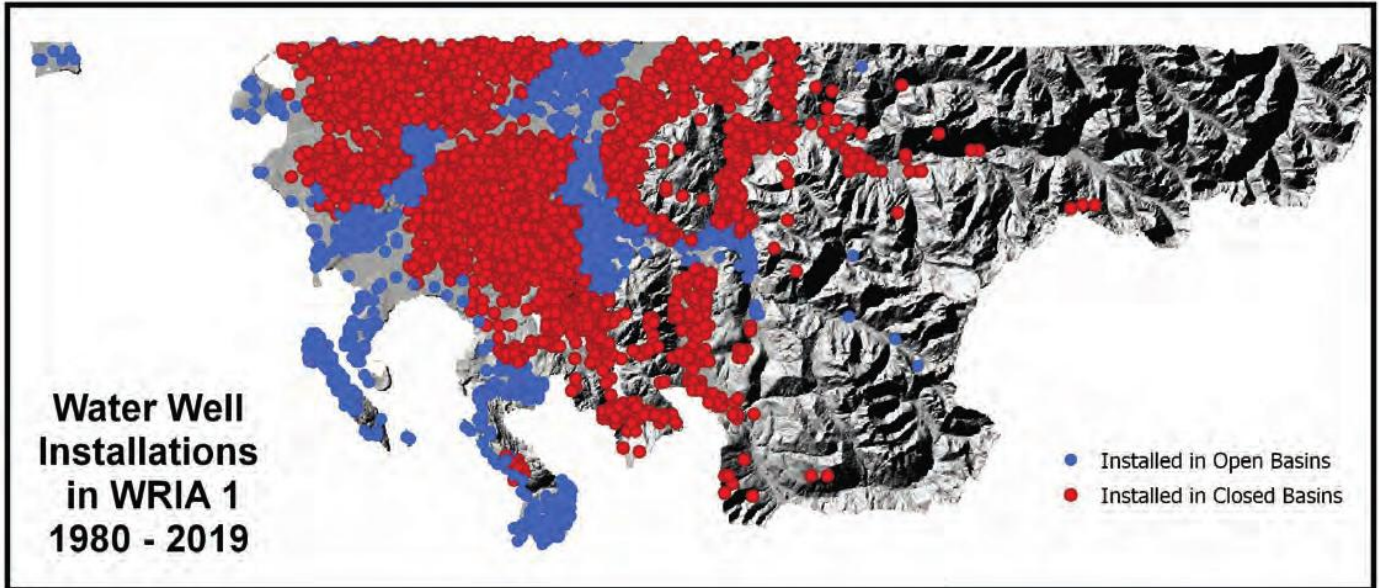 Water Well
Installations
in WRIA 1
1980 - 2019
Installed in Open Basins
Installed in Closed Basins